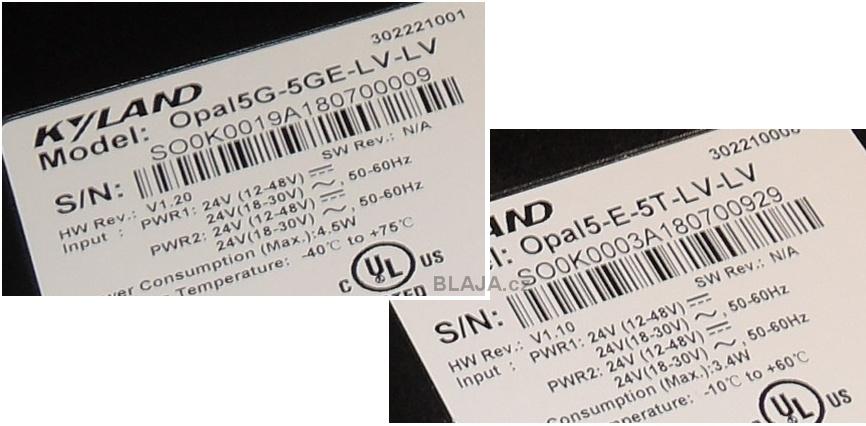 302221001
KYLAND
Model: Opal5G-5GE-LV-LV
SO0K0019A180700009
S/N:
HW Rev.: V1.20 SW Rev.: N/A
Input : PWR1: 24V (12-48V)
24V(18-30V) , 50-60Hz
PWR2: 24V (12-48V)
24V(18-30V) , 50-60Hz
Consumption (Max.):4.5W
Temperature: -40℃ to +75℃
C UL US
BLAJA.cz
LAND
Opal5-E-5T-LV-LV
SO0K0003A180700929
S/N:
HW Rev.: V1.10 SW Rev.: N/A
Input : PWR1: 24V (12-48V)
24V(18-30V) , 50-60Hz
PWR2: 24V (12-48V)
24V(18-30V) , 50-60Hz
Consumption (Max.):3.4W
-10℃ to +60℃
UL US